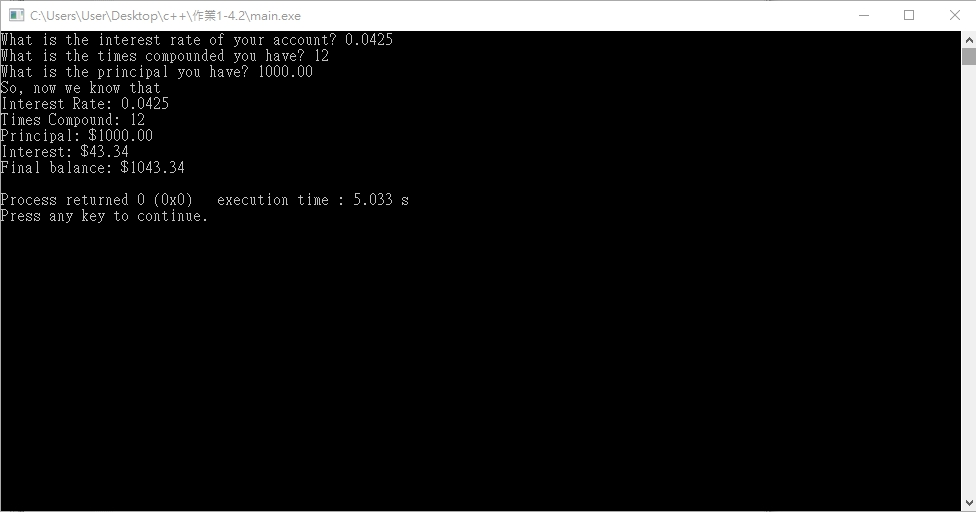 C:\Users\User\Desktop\c++\作業1-4.2\main.exe
What is the interest rate of your account? 0.0425
What is the times compounded you have? 12
What is the principal you have? 1000.00
So, now we know that
Interest Rate: 0.0425
Times Compound: 12
Principal: $1000.00
Interest: $43.34
Final balance: $1043.34
Process returned 0 (0x0)   execution time : 5.033 s
Press any key to continue.